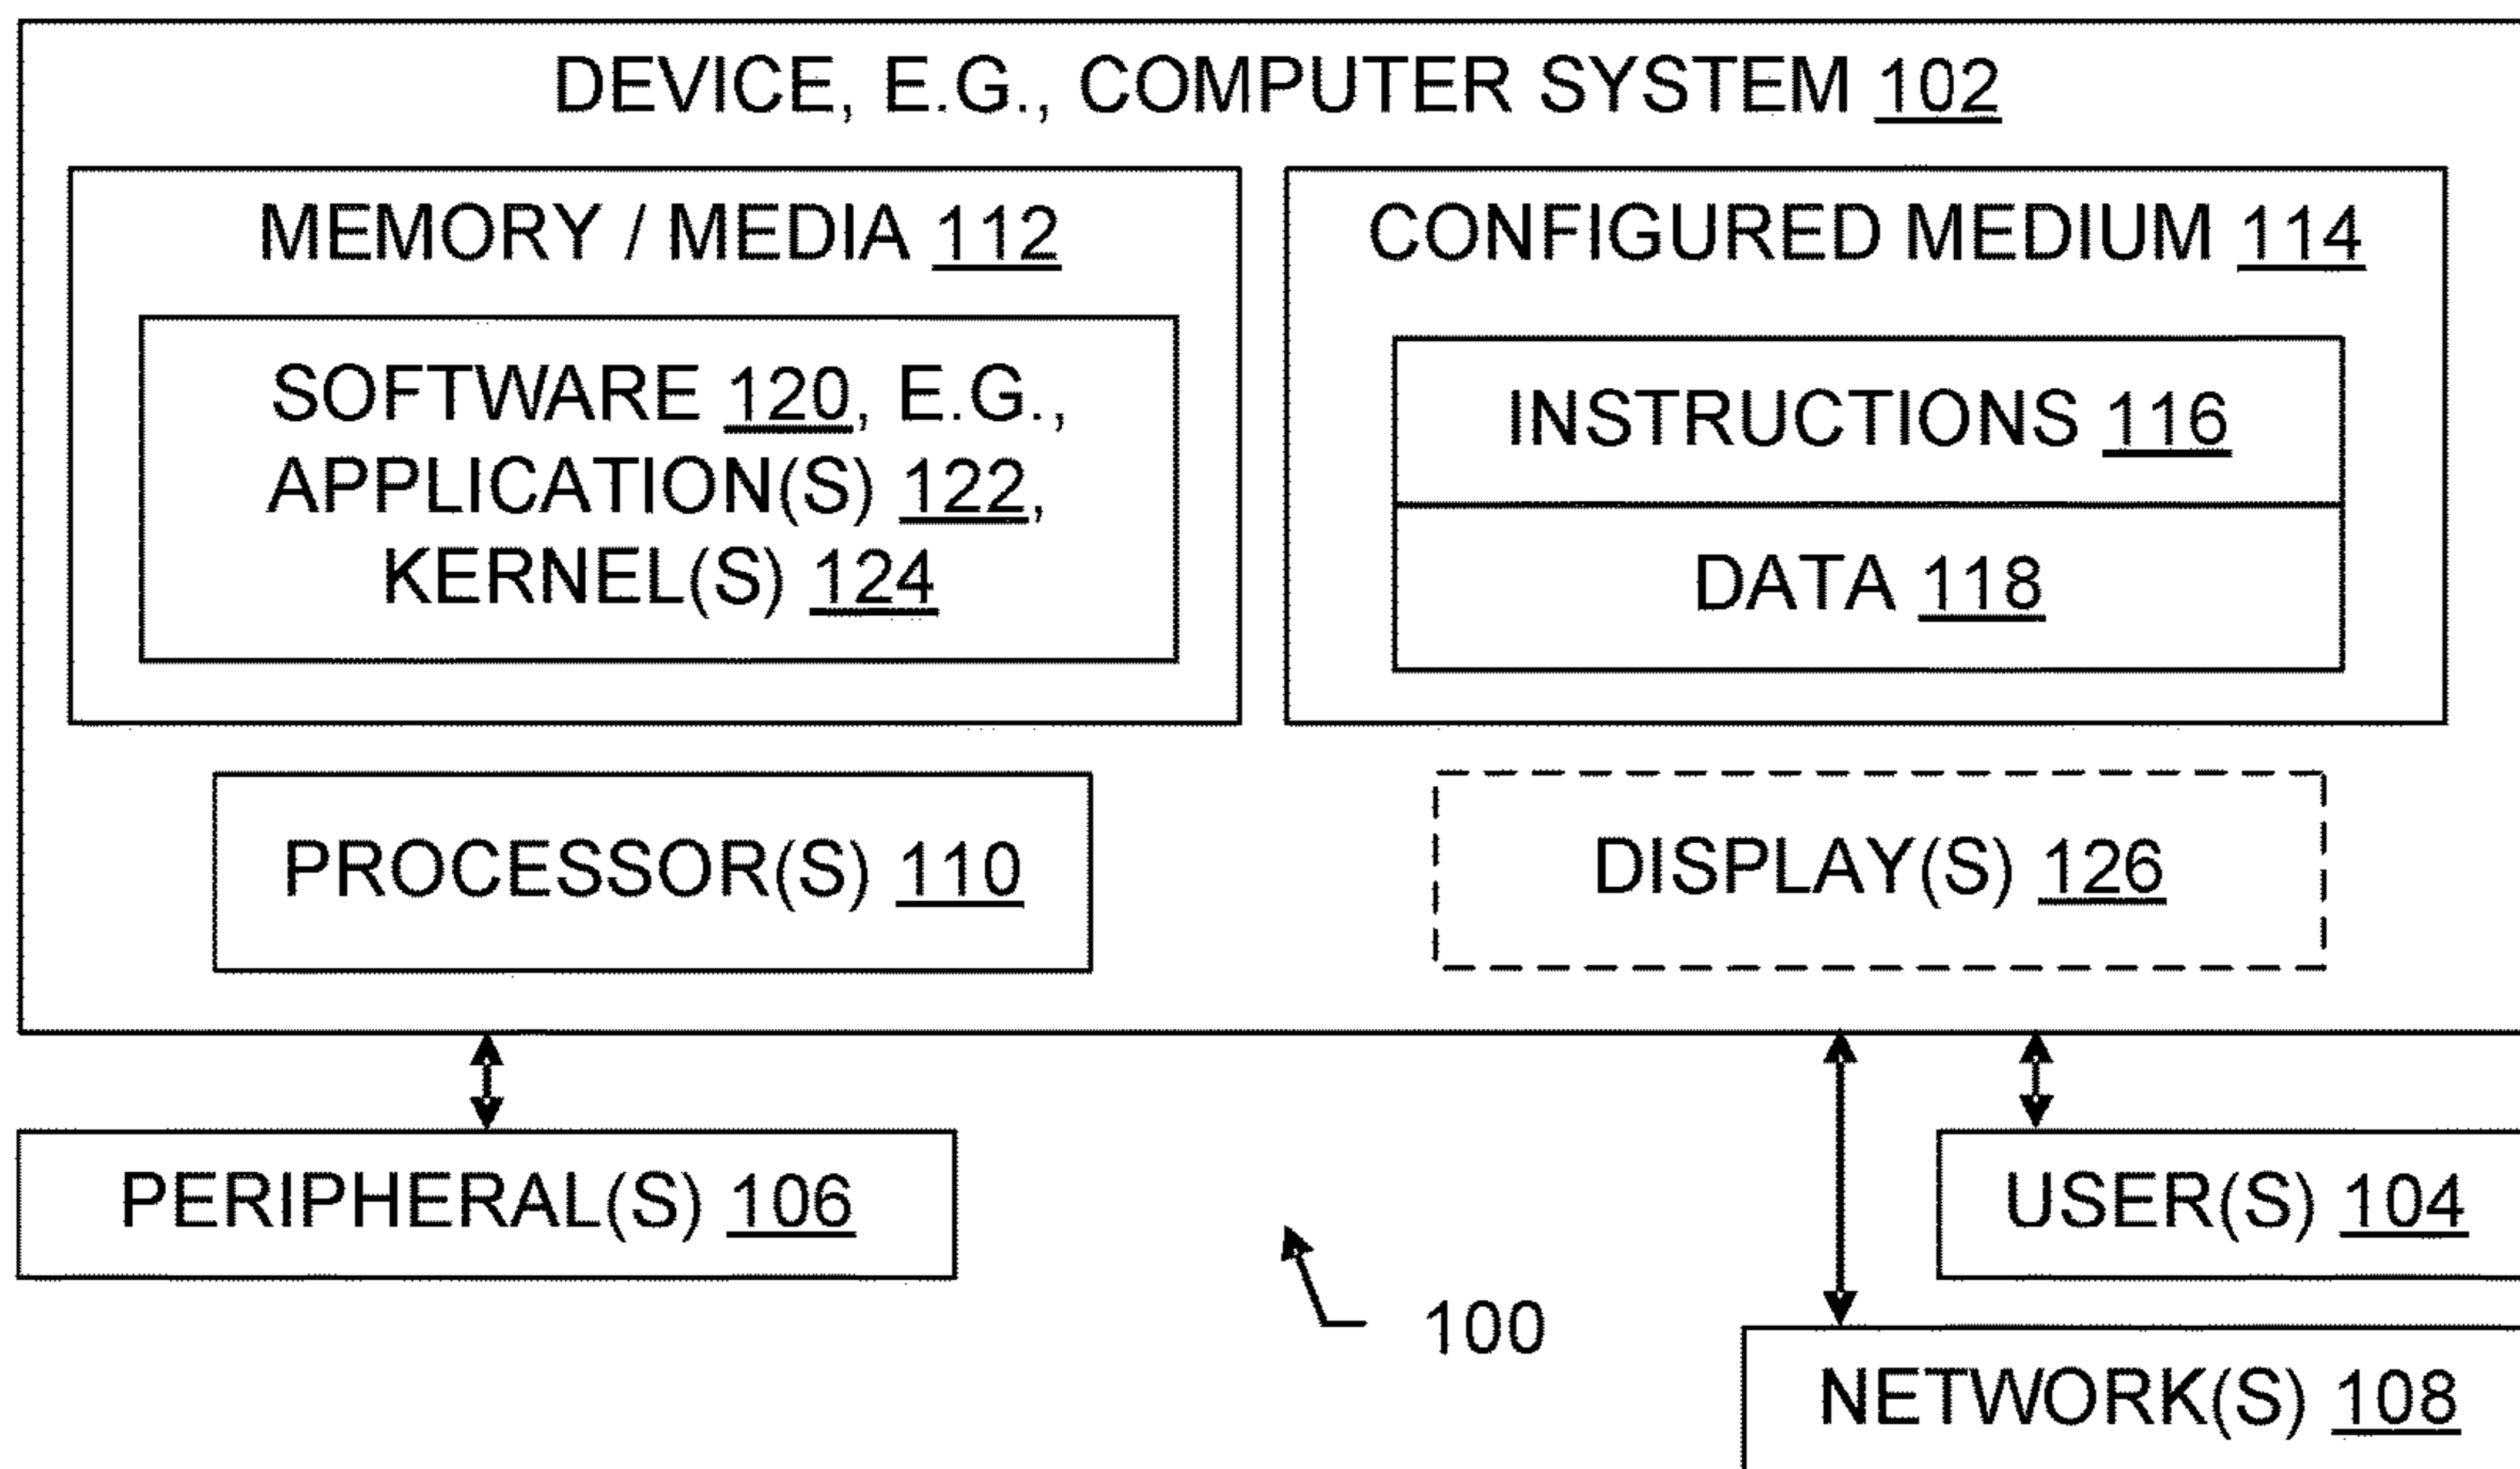 DEVICE, E.G., COMPUTER SYSTEM 102
MEMORY / MEDIA 112
SOFTWARE 120, E.G.,
APPLICATION(S) 122,
KERNEL(S) 124
CONFIGURED MEDIUM 114
INSTRUCTIONS 116
DATA 118
PROCESSOR(S) 110
DISPLAY(S) 126
PERIPHERAL(S) 106
USER(S) 104
100
NETWORK(S) 108